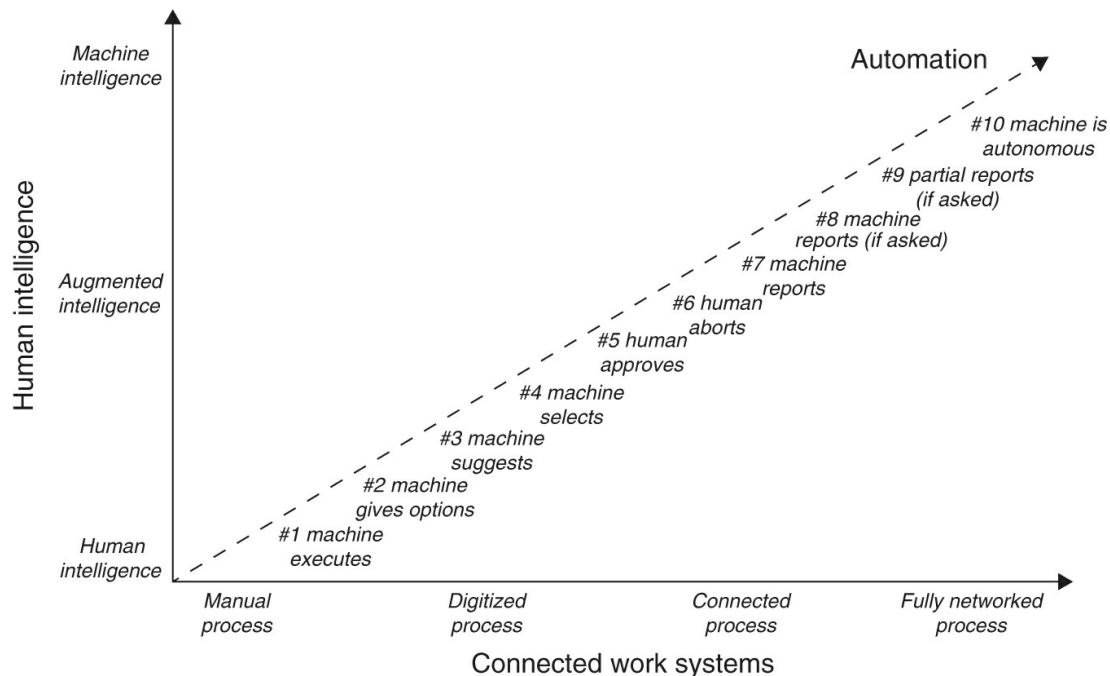 Machine
intelligence
Automation
#10 machine is
autonomous
#9 partial reports
(if asked)
#8 machine
reports (if asked)
#7 machine
reports
Augmented
intelligence
#6 human
aborts
#5 human
approves
#4 machine
selects
#3 machine
suggests
#2 machine
gives options
#1 machine
executes
Human
intelligence
Human intelligence
Manual
process
Digitized
process
Connected
process
Fully networked
process
Connected work systems